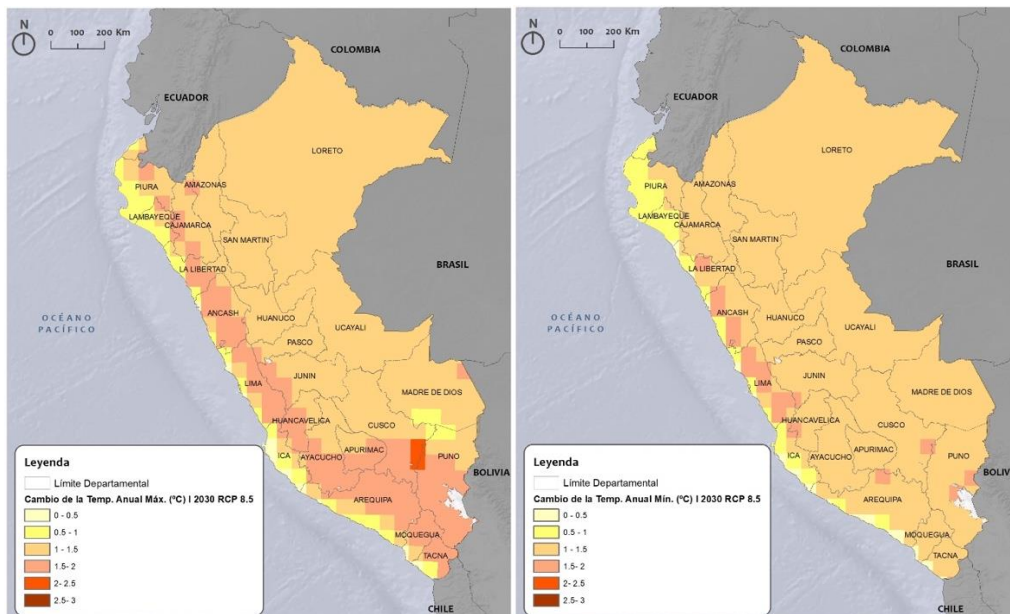 N
0 100 200 Km
COLOMBIA
ECUADOR
LORETO
PIURA
AMAZONAS
LAMBAYEQUE
CAJAMARCA
SAN MARTIN
BRASIL
LA LIBERTAD
OCÉANO
PACÍFICO
ANCASH
HUANUCO
UCAYALI
PASCO
LIMA
JUNIN
MADRE DE DIOS
HUANCAVELICA
CUSCO
ICA
AYACUCHO
APURIMAC
PUNO
BOLIVIA
AREQUIPA
MOQUEGUA
TACNA
CHILE
Leyenda
Límite Departamental
Cambio de la Temp. Anual Máx. (ºC) I 2030 RCP 8.5
0 - 0.5
0.5 - 1
1 - 1.5
1.5- 2
2- 2.5
2.5- 3
N
0 100 200 Km
COLOMBIA
ECUADOR
LORETO
PIURA
AMAZONAS
LAMBAYEQUE
CAJAMARCA
SAN MARTIN
BRASIL
LA LIBERTAD
OCÉANO
PACÍFICO
ANCASH
HUANUCO
UCAYALI
PASCO
LIMA
JUNIN
MADRE DE DIOS
HUANCAVELICA
CUSCO
ICA
AYACUCHO
APURIMAC
PUNO
BOLIVIA
AREQUIPA
MOQUEGUA
TACNA
CHILE
Leyenda
Límite Departamental
Cambio de la Temp. Anual Mín. (ºC) I 2030 RCP 8.5
0 - 0.5
0.5 - 1
1 - 1.5
1.5- 2
2- 2.5
2.5- 3